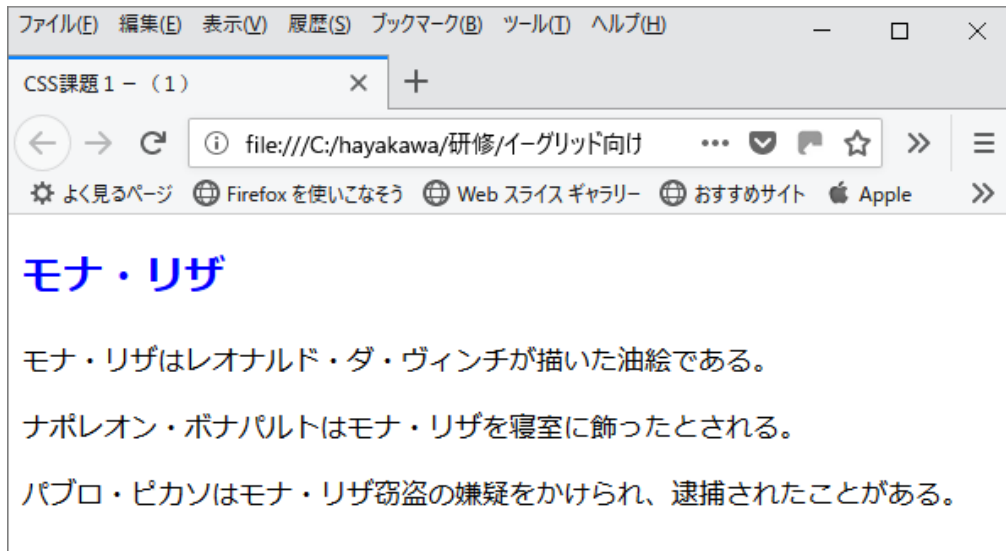 ファイル(F) 編集(E) 表示(V) 履歴(S) ブックマーク(B) ツール(T) ヘルプ(H)
CSS課題１－（１）
file:///C:/hayakawa/研修/イーグリッド向け
よく見るページ Firefox を使いこなそう Web スライス ギャラリー おすすめサイト Apple
モナ・リザ
モナ・リザはレオナルド・ダ・ヴィンチが描いた油絵である。
ナポレオン・ボナパルトはモナ・リザを寝室に飾ったとされる。
パブロ・ピカソはモナ・リザ窃盗の嫌疑をかけられ、逮捕されたことがある。